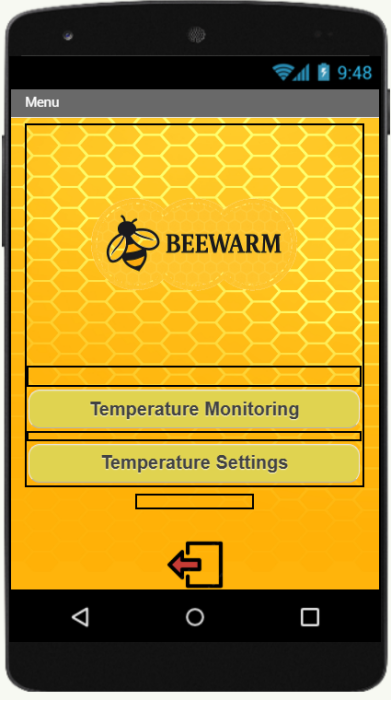 9:48
Menu
BEEWARM
Temperature Monitoring
Temperature Settings